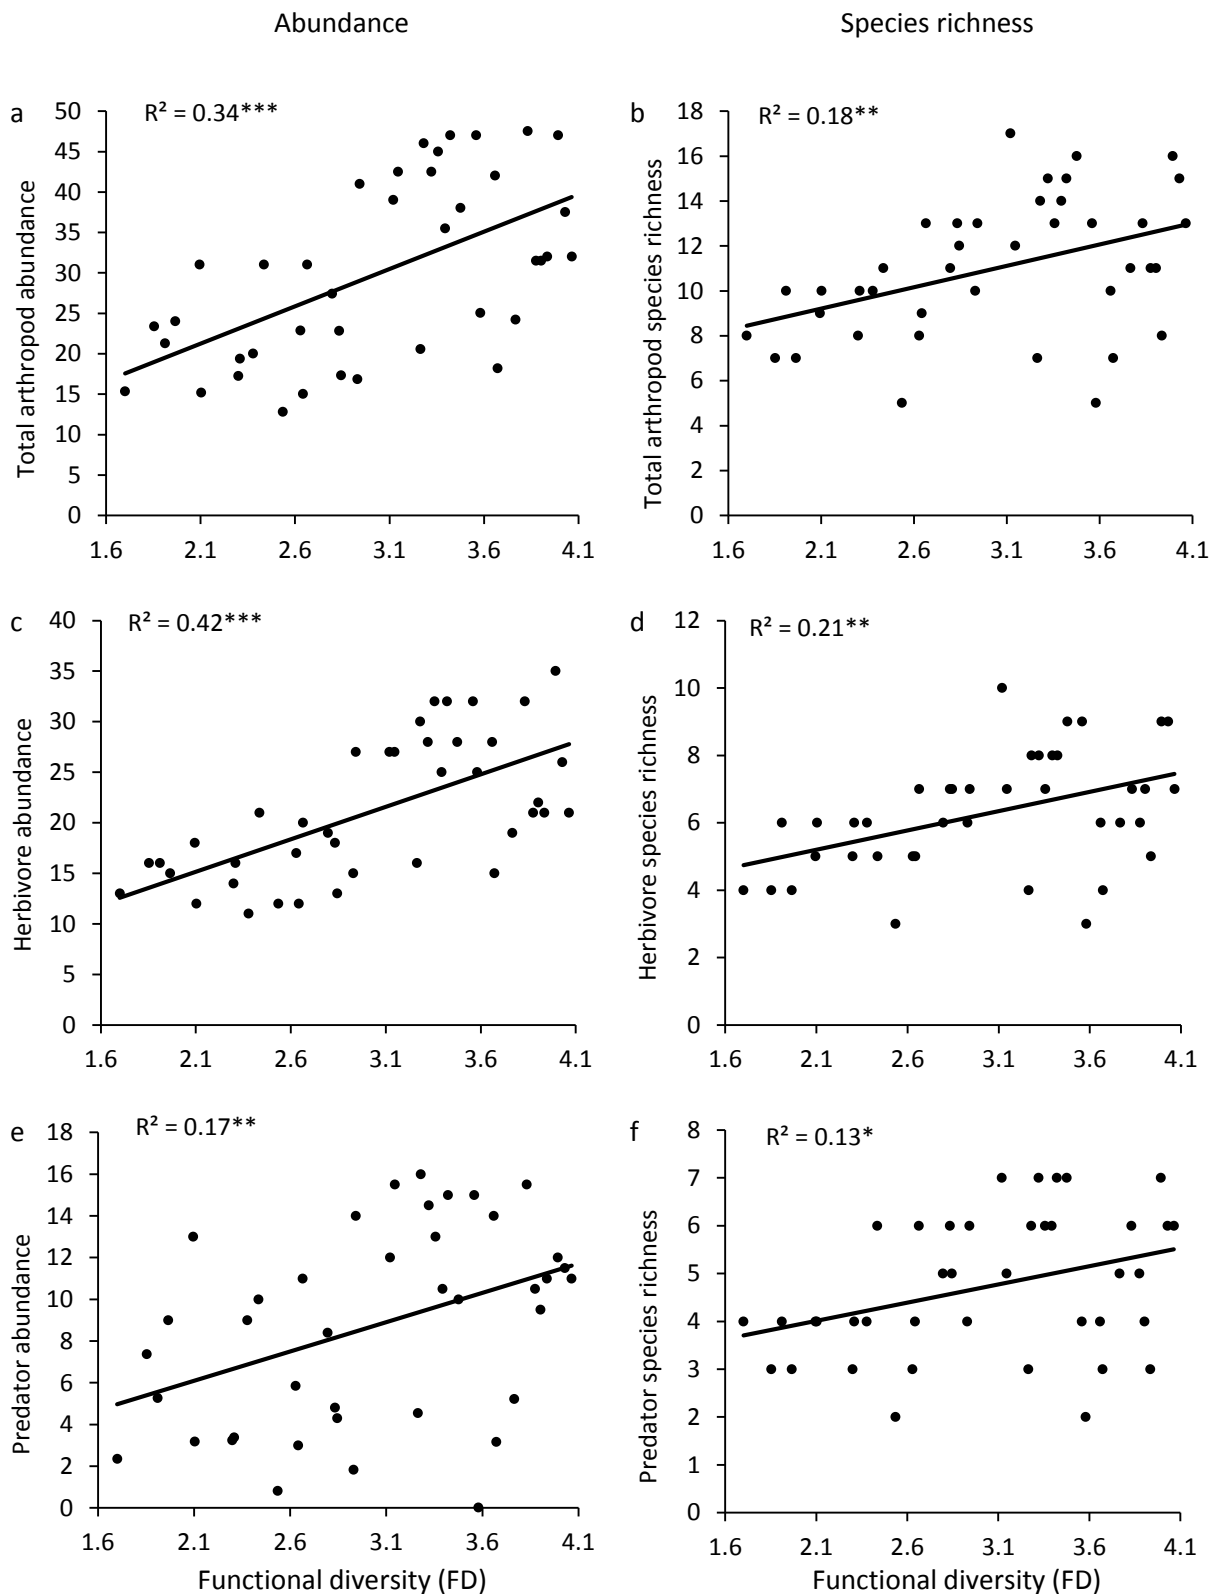 Abundance
Species richness
a
R² = 0.34***
Total arthropod abundance
50
45
40
35
30
25
20
15
10
5
0
1.6 2.1 2.6 3.1 3.6 4.1
b
R² = 0.18**
Total arthropod species richness
18
16
14
12
10
8
6
4
2
0
1.6 2.1 2.6 3.1 3.6 4.1
c
R² = 0.42***
Herbivore abundance
40
35
30
25
20
15
10
5
0
1.6 2.1 2.6 3.1 3.6 4.1
d
R² = 0.21**
Herbivore species richness
12
10
8
6
4
2
0
1.6 2.1 2.6 3.1 3.6 4.1
e
R² = 0.17**
Predator abundance
18
16
14
12
10
8
6
4
2
0
1.6 2.1 2.6 3.1 3.6 4.1
Functional diversity (FD)
f
R² = 0.13*
Predator species richness
8
7
6
5
4
3
2
1
0
1.6 2.1 2.6 3.1 3.6 4.1
Functional diversity (FD)